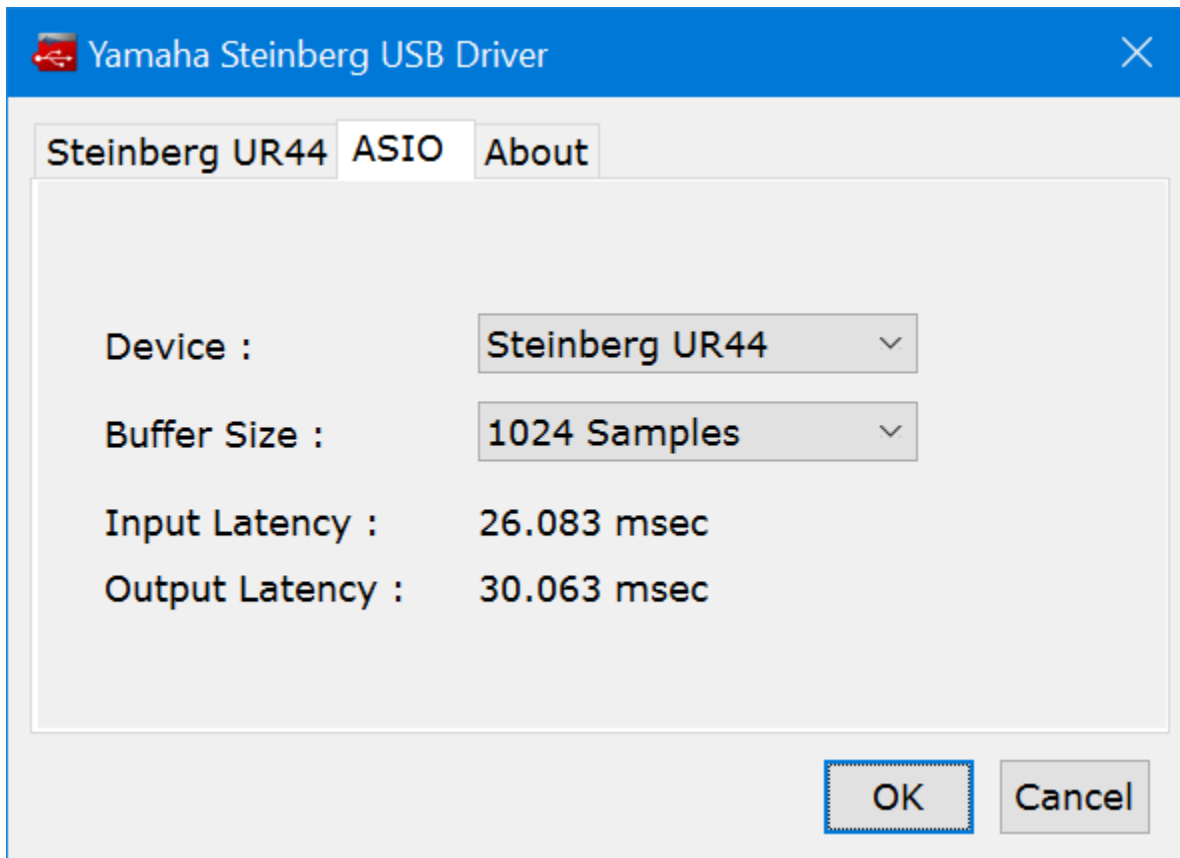 Yamaha Steinberg USB Driver
Steinberg UR44 ASIO About
Device : Steinberg UR44
Buffer Size : 1024 Samples
Input Latency : 26.083 msec
Output Latency : 30.063 msec
OK Cancel